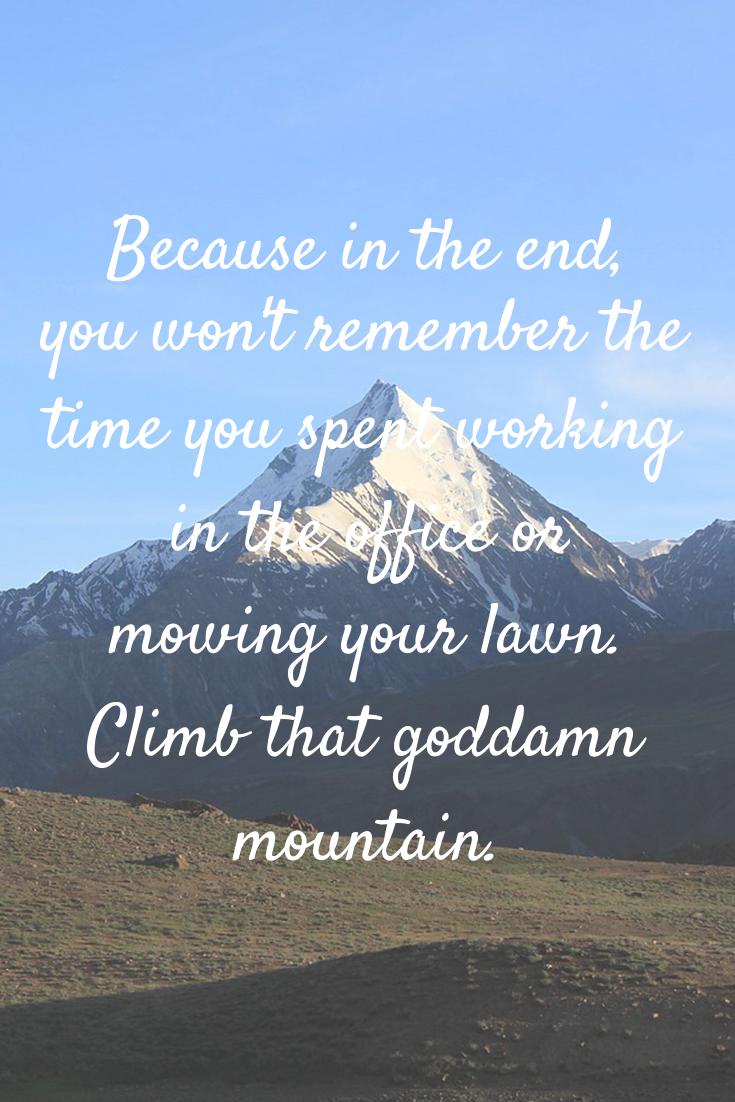 Because in the end,
you won't remember the
time you spent working
in the office or
mowing your lawn.
Climb that goddamn
mountain.